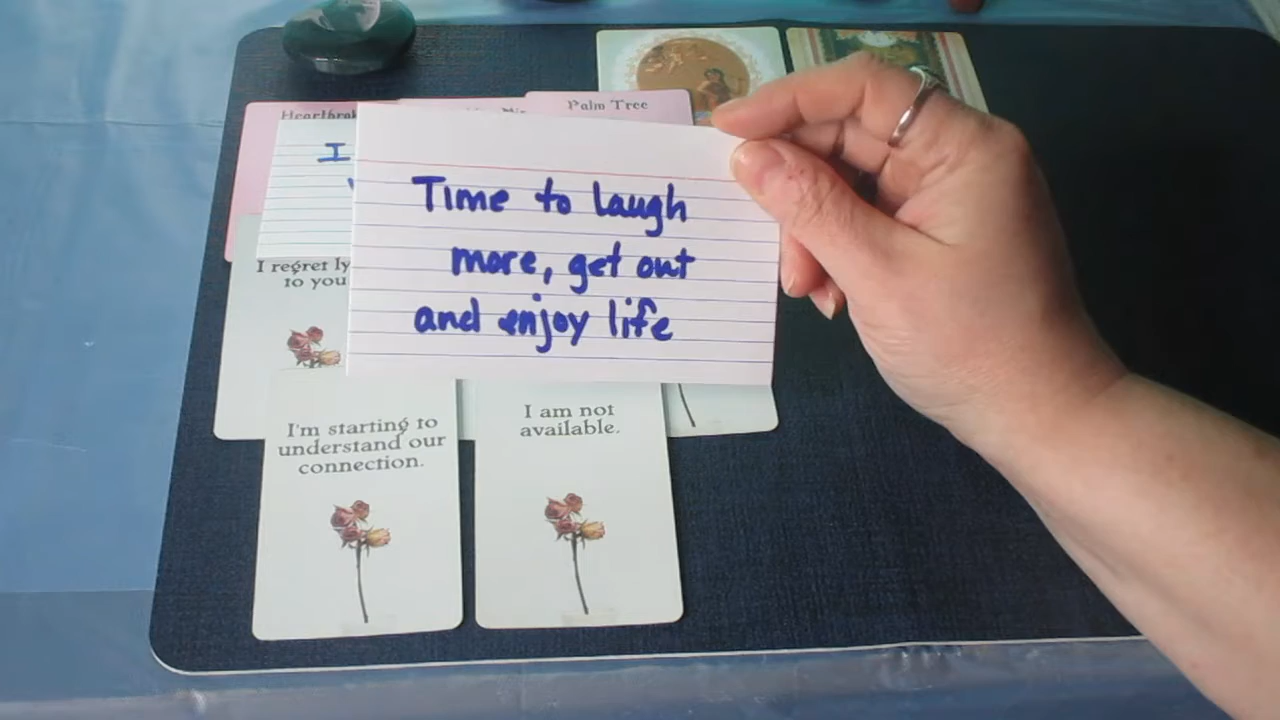 Palm Tree
I
Time to laugh
more, get out
and enjoy life
I regret
to you
I'm starting to
understand our
connection.
I am not
available.